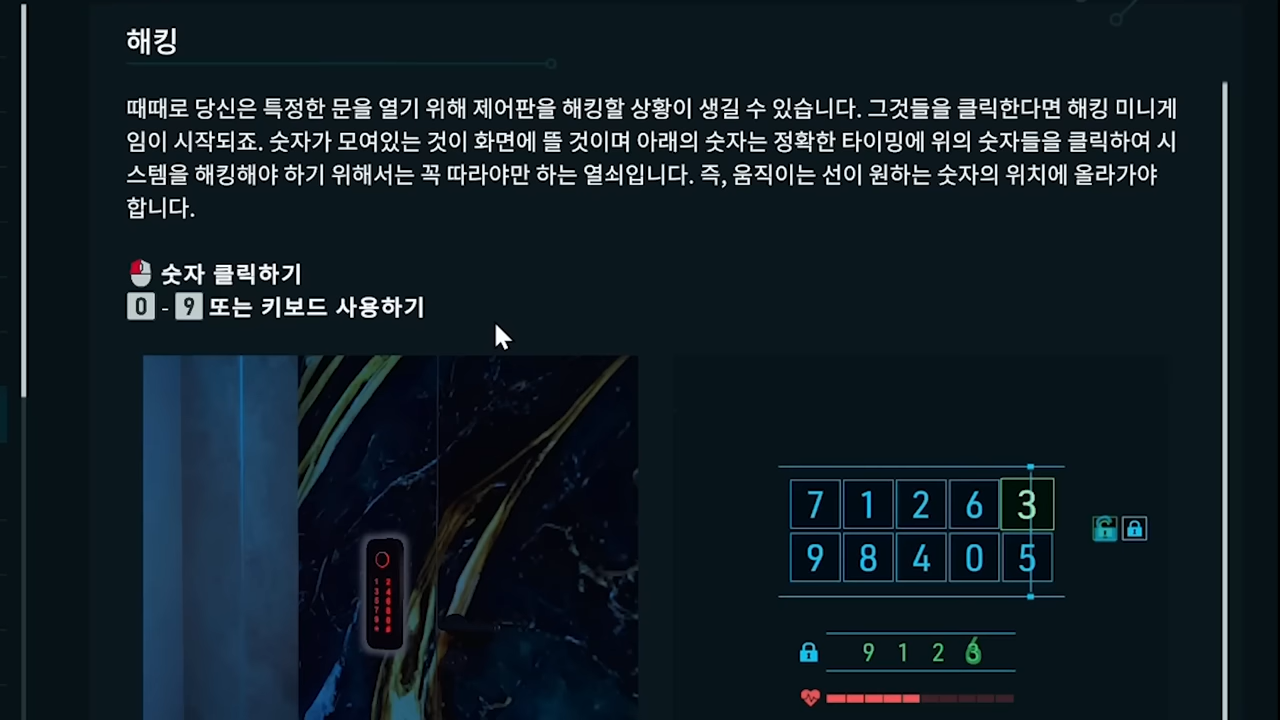 해킹
때때로 당신은 특정한 문을 열기 위해 제어판을 해킹할 상황이 생길 수 있습니다. 그것들을 클릭한다면 해킹 미니게
임이 시작되죠. 숫자가 모여있는 것이 화면에 뜰 것이며 아래의 숫자는 정확한 타이밍에 위의 숫자들을 클릭하여 시
스템을 해킹해야 하기 위해서는 꼭 따라야만 하는 열쇠입니다. 즉, 움직이는 선이 원하는 숫자의 위치에 올라가야
합니다.
숫자 클릭하기
0 - 9 또는 키보드 사용하기
7 1 2 6 3
9 8 4 0 5
9 1 2